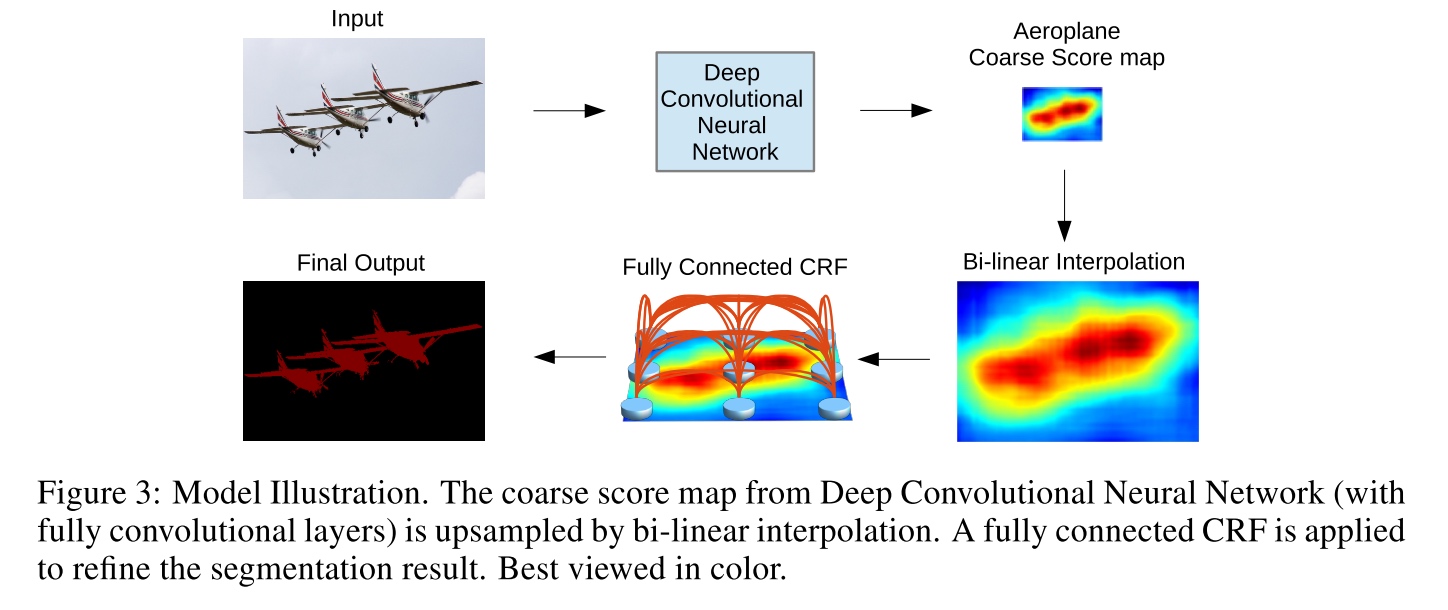 Input
Deep
Convolutional
Neural
Network
Aeroplane
Coarse Score map
Bi-linear Interpolation
Fully Connected CRF
Final Output
Figure 3: Model Illustration. The coarse score map from Deep Convolutional Neural Network (with
fully convolutional layers) is upsampled by bi-linear interpolation. A fully connected CRF is applied
to refine the segmentation result. Best viewed in color.